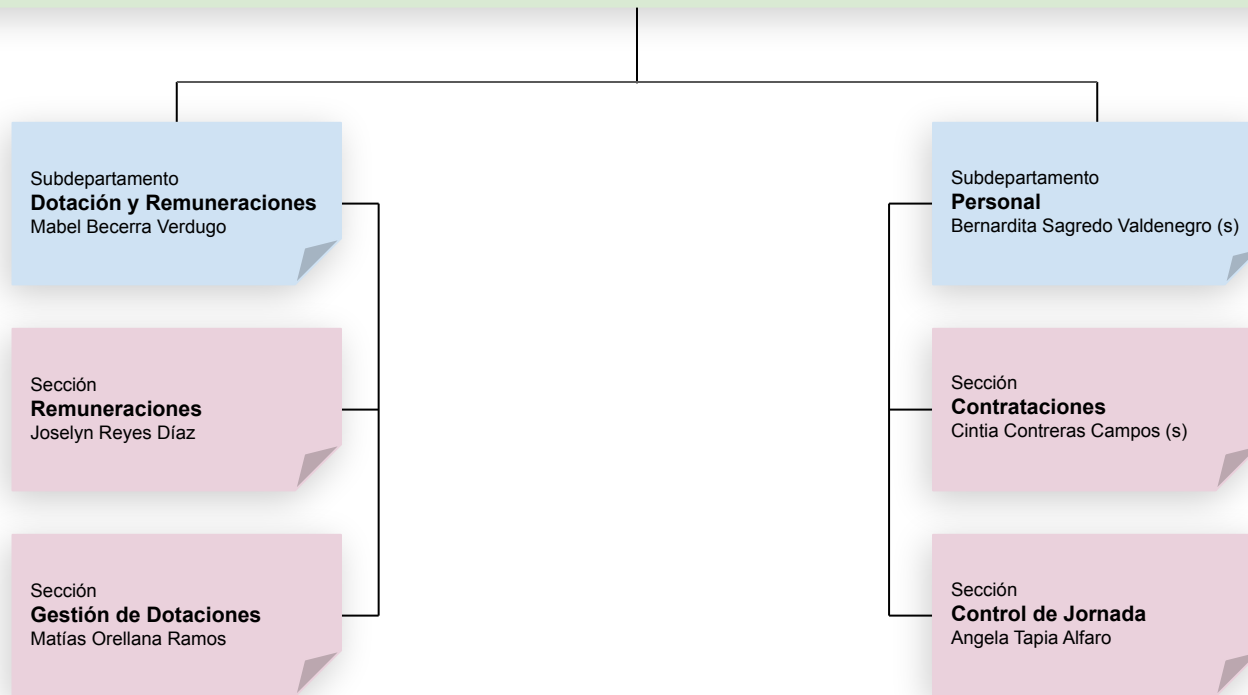 Subdepartamento
Dotación y Remuneraciones
Mabel Becerra Verdugo
Sección
Remuneraciones
Joselyn Reyes Díaz
Sección
Gestión de Dotaciones
Matías Orellana Ramos
Subdepartamento
Personal
Bernardita Sagredo Valdenegro (s)
Sección
Contrataciones
Cintia Contreras Campos (s)
Sección
Control de Jornada
Angela Tapia Alfaro